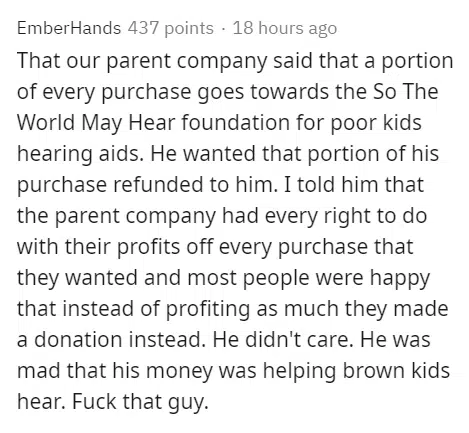 EmberHands 437 points · 18 hours ago
That our parent company said that a portion
of every purchase goes towards the So The
World May Hear foundation for poor kids
hearing aids. He wanted that portion of his
purchase refunded to him. I told him that
the parent company had every right to do
with their profits off every purchase that
they wanted and most people were happy
that instead of profiting as much they made
a donation instead. He didn't care. He was
mad that his money was helping brown kids
hear. Fuck that guy.